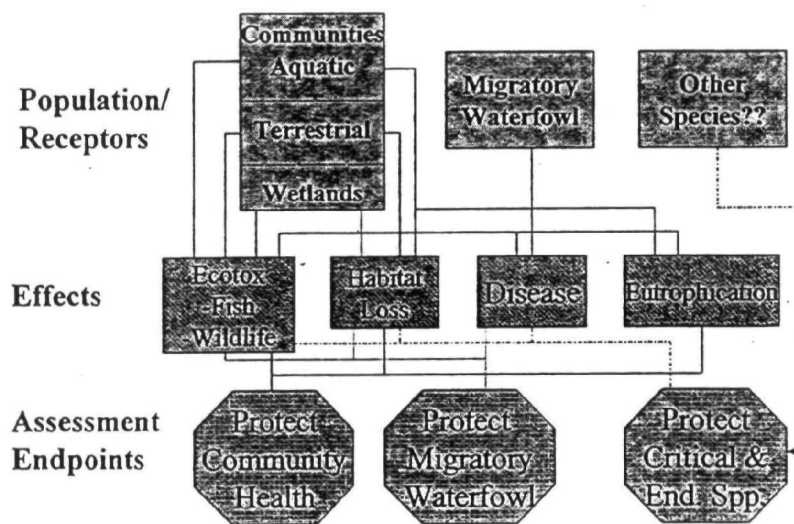 Communities
Aquatic
Terrestrial
Wetlands
Migratory
Waterfowl
Other
Species??
Population/
Receptors
Effects
Ecotox
-Fish
-Wildlife
Habitat
Loss
Disease
Eutrophication
Assessment
Endpoints
Protect
Community
Health
Protect
Migratory
Waterfowl
Protect
Critical &
End. Spp.